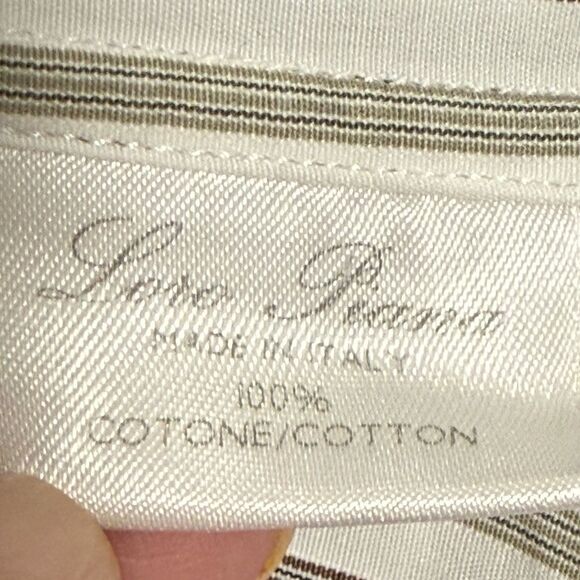 Loro Piana
MADE IN ITALY
100%
COTONE/COTTON